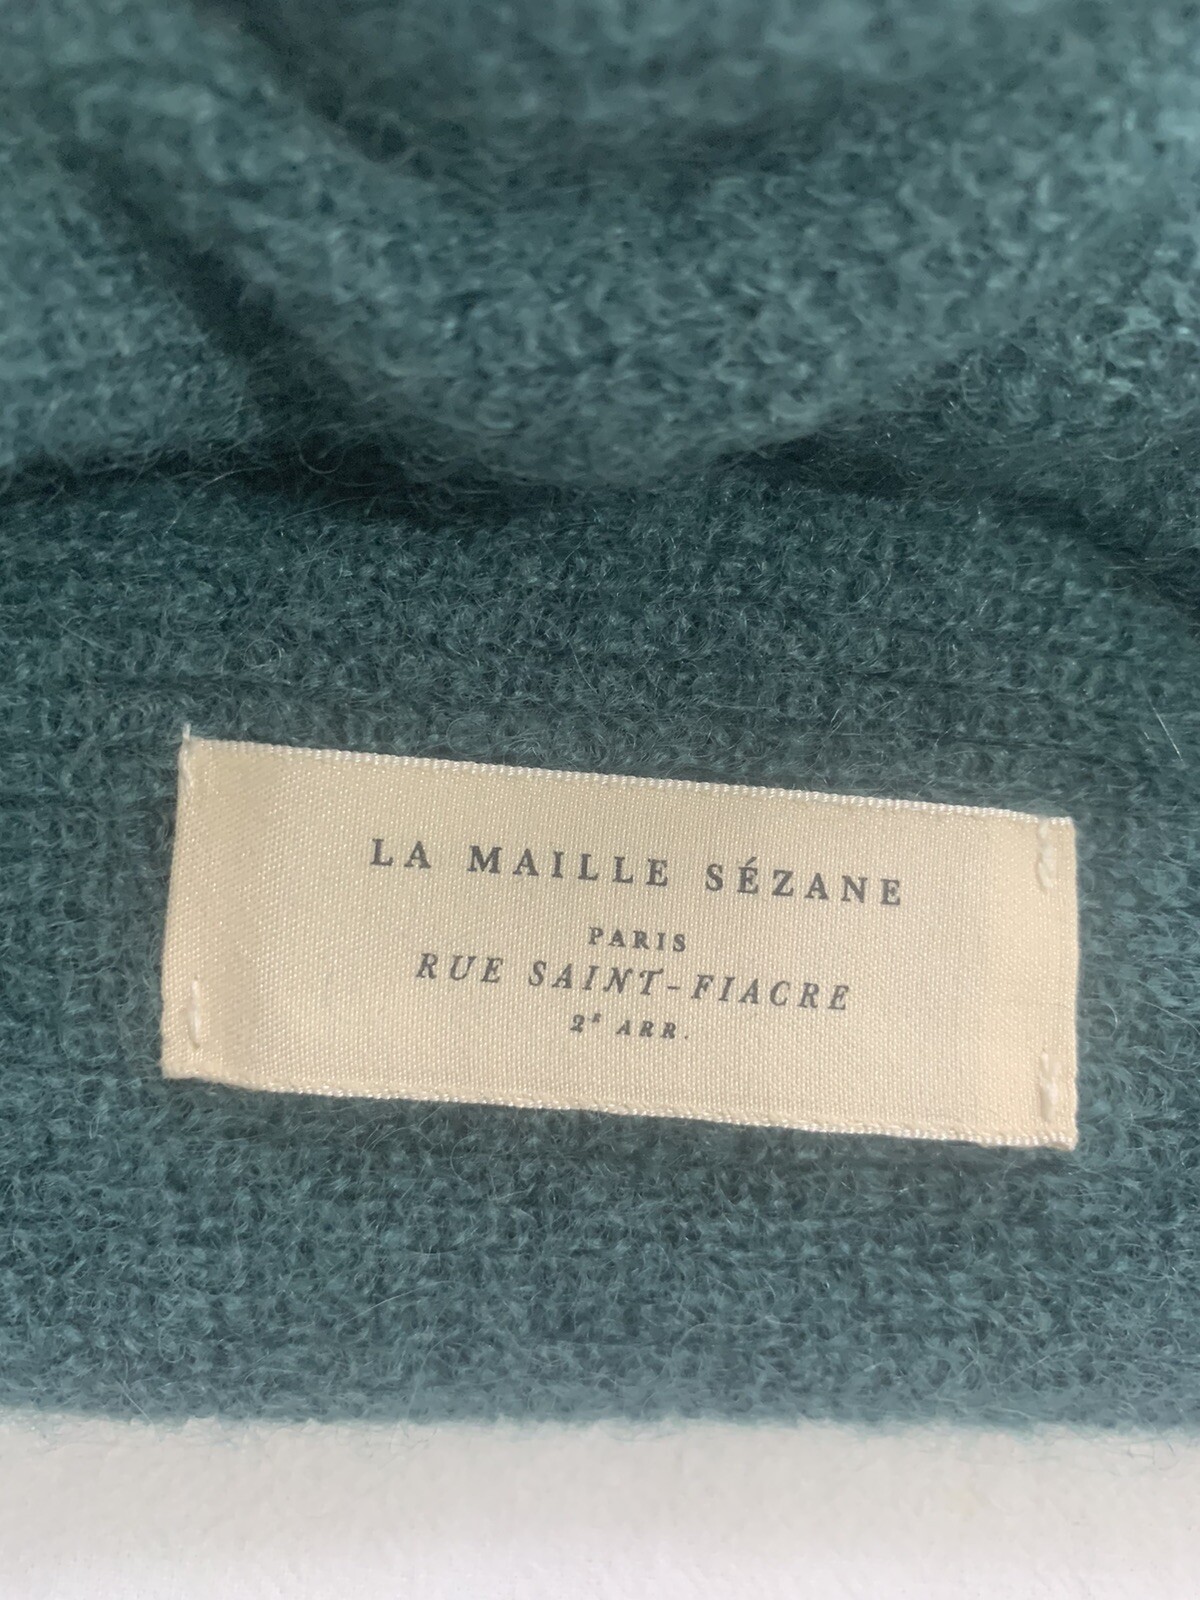 LA MAILLE SÉZANE
PARIS
RUE SAINT-FIACRE
2E ARR.